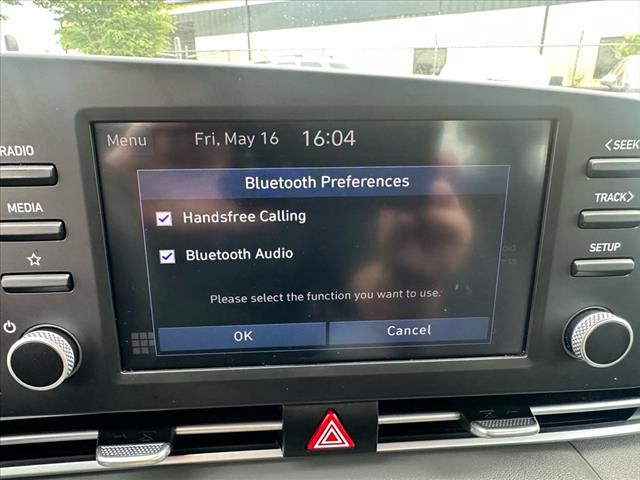 Menu Fri, May 16 16:04
RADIO
MEDIA
Bluetooth Preferences
Handsfree Calling
Bluetooth Audio
Please select the function you want to use.
OK Cancel
<SEEK
TRACK>
SETUP